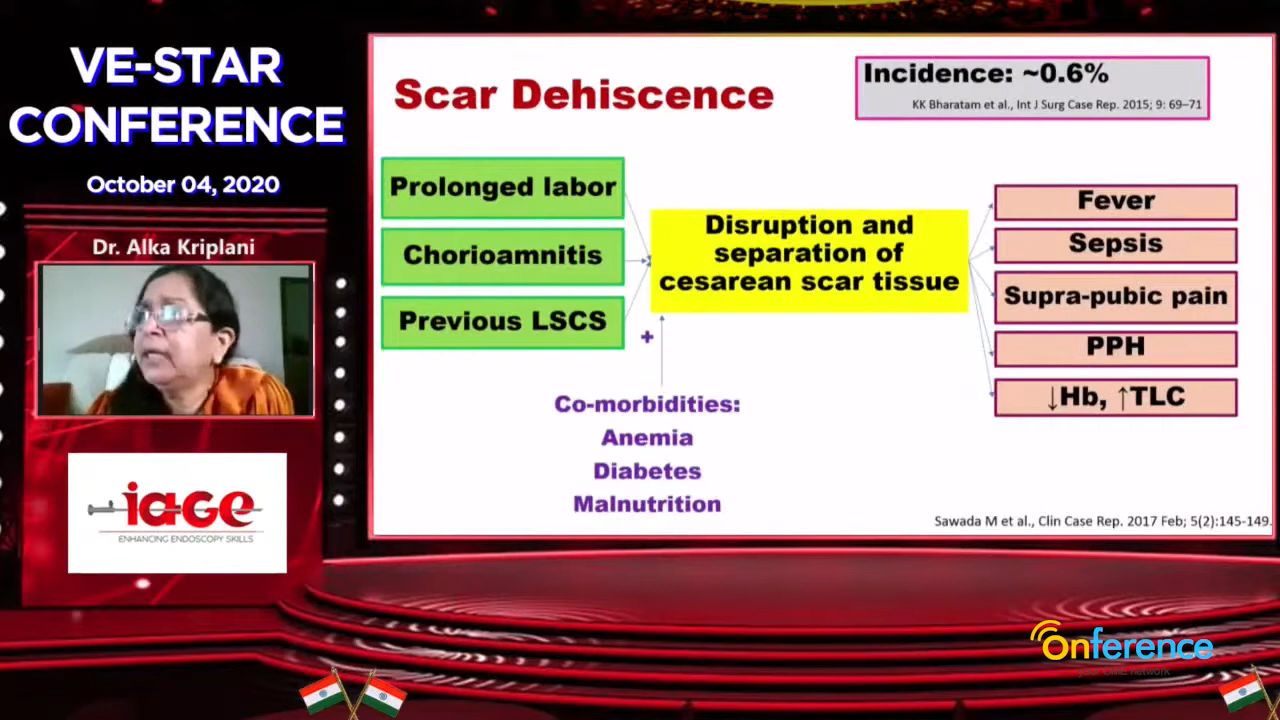 VE-STAR
CONFERENCE
October 04, 2020
Dr. Alka Kriplani
iage
ENHANCING ENDOSCOPY SKILLS
Scar Dehiscence
Incidence: ~0.6%
KK Bharatam et al., Int J Surg Case Rep. 2015; 9: 69–71
Prolonged labor
Chorioamnitis
Previous LSCS
+
Co-morbidities:
Anemia
Diabetes
Malnutrition
Disruption and
separation of
cesarean scar tissue
Fever
Sepsis
Supra-pubic pain
PPH
↓Hb, ↑TLC
Sawada M et al., Clin Case Rep. 2017 Feb; 5(2):145-149.
Onference